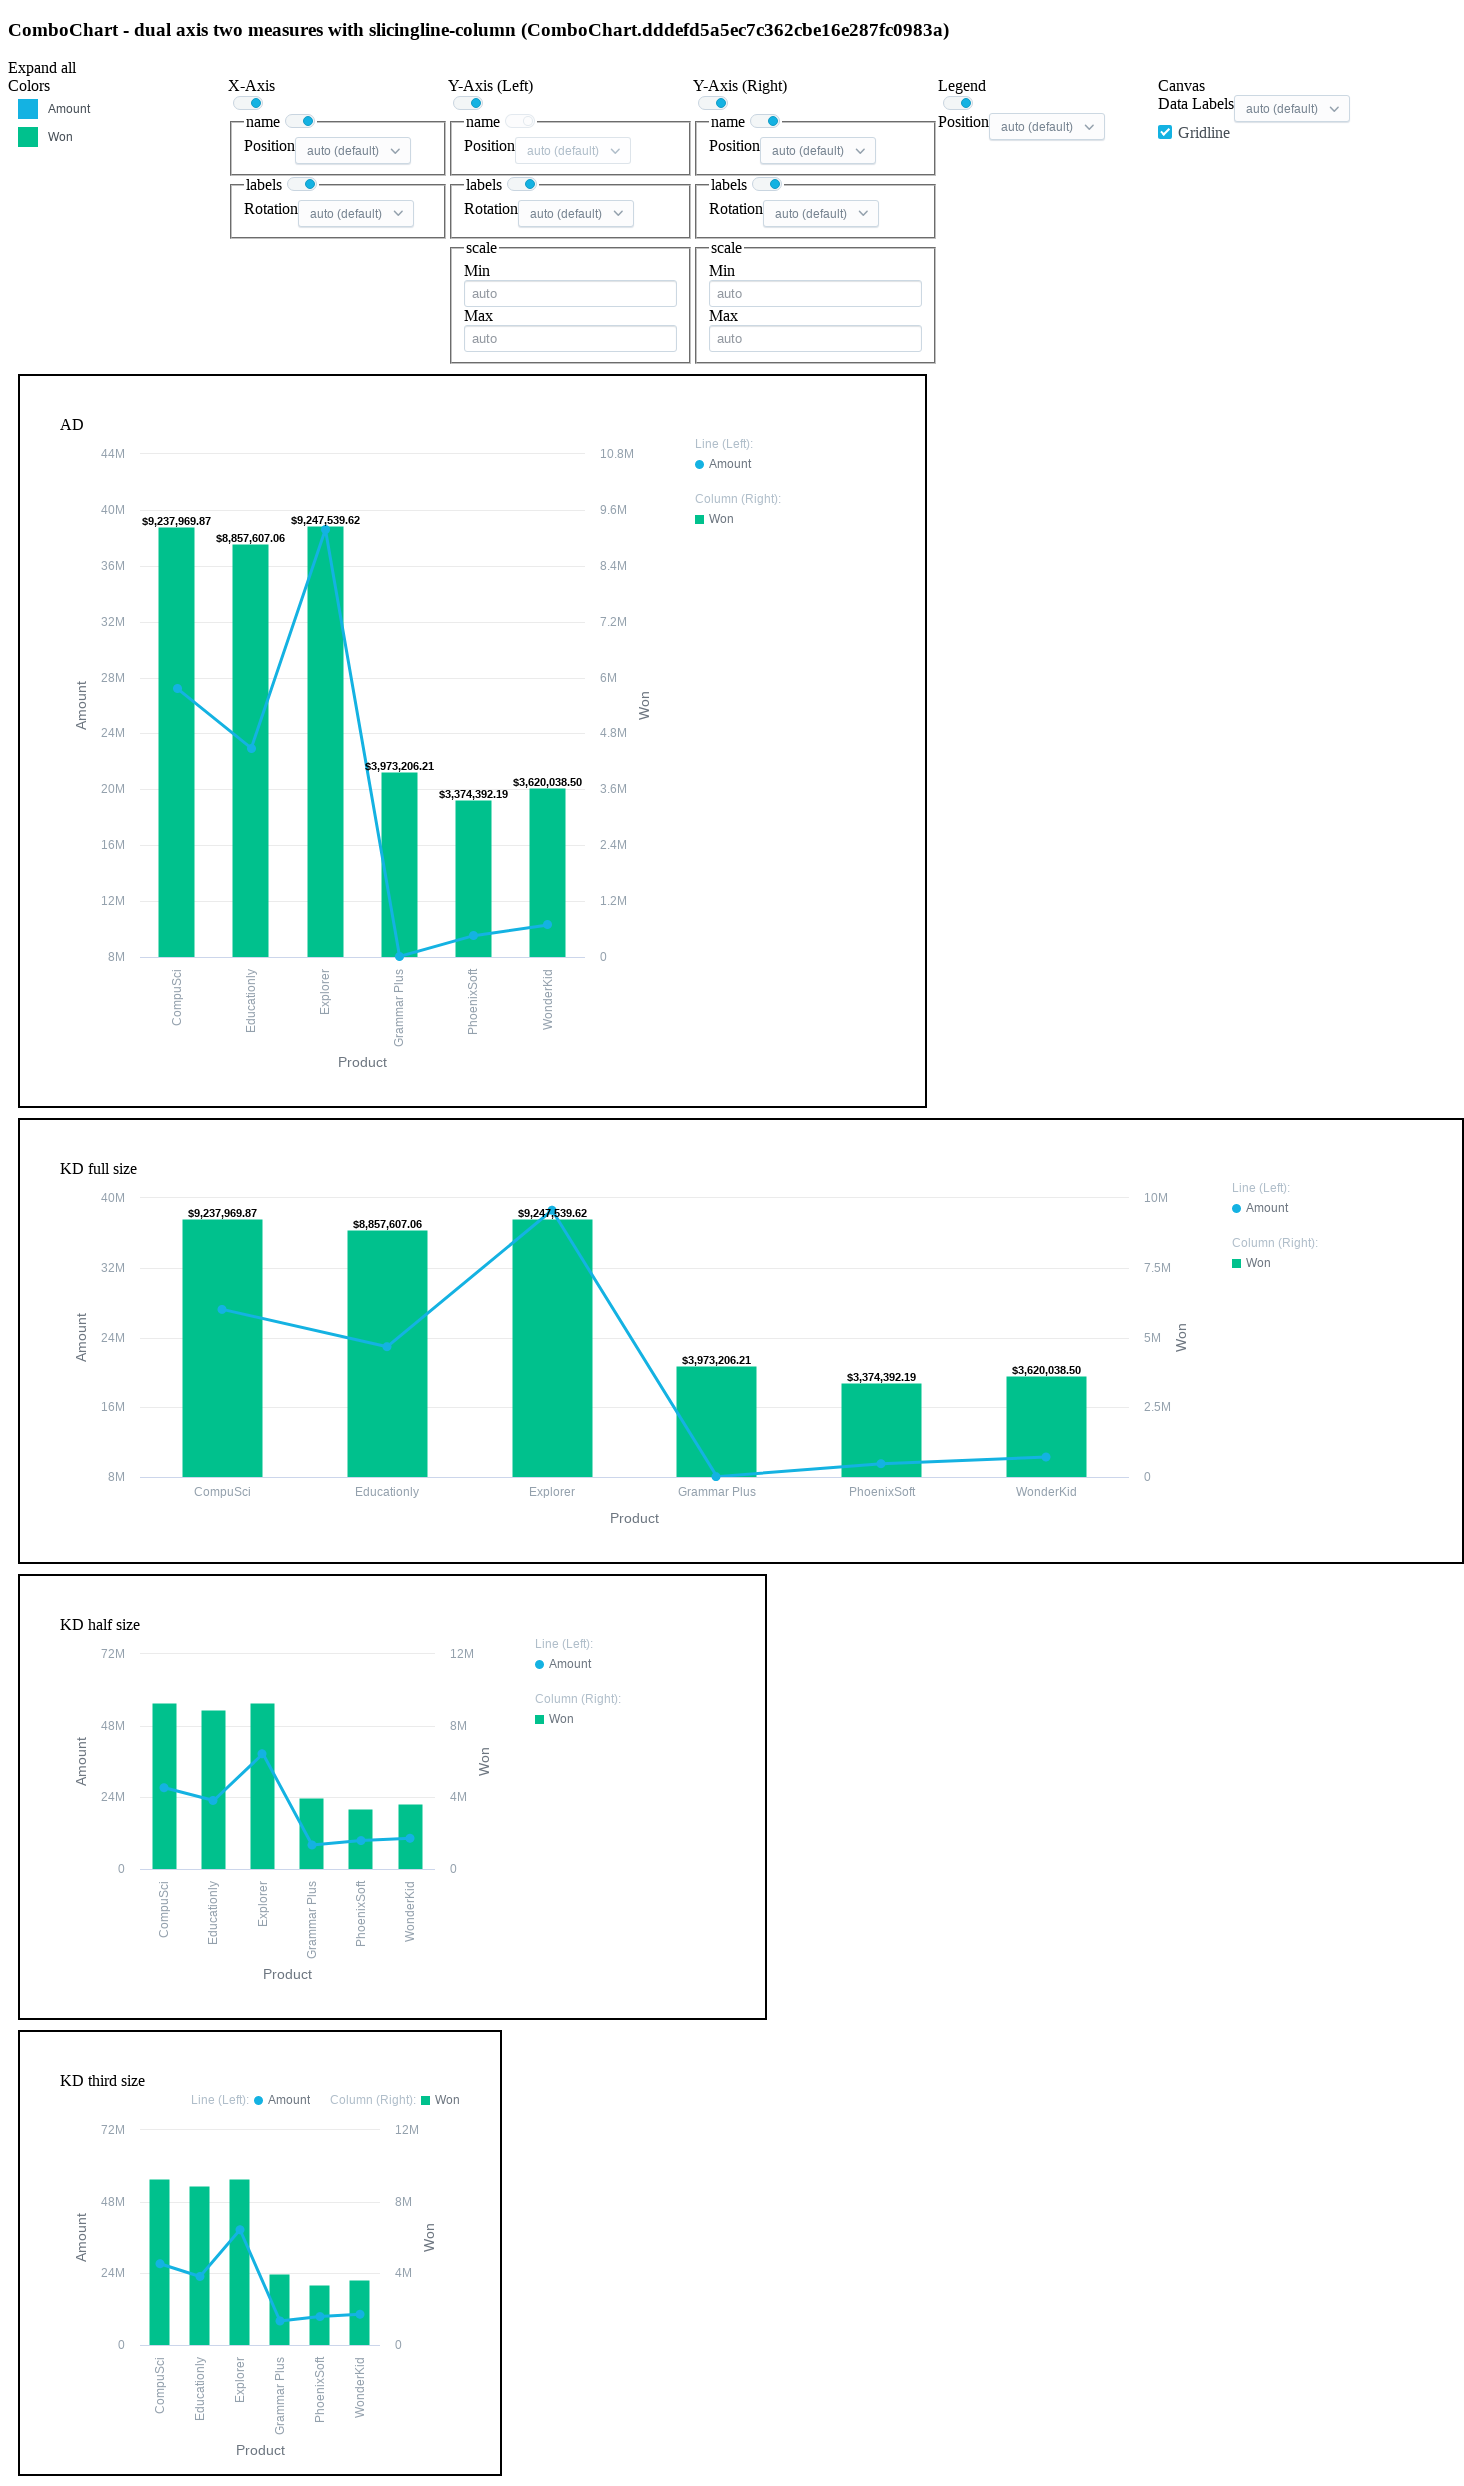 ComboChart - dual axis two measures with slicingline-column (ComboChart.dddefd5a5ec7c362cbe16e287fc0983a)
Expand all
Colors
Amount
Won
X-Axis
name
Position auto (default)
labels
Rotation auto (default)
Y-Axis (Left)
name
Position auto (default)
labels
Rotation auto (default)
scale
Min
auto
Max
auto
Y-Axis (Right)
name
Position auto (default)
labels
Rotation auto (default)
scale
Min
auto
Max
auto
Legend
Position auto (default)
Canvas
Data Labels auto (default)
Gridline
AD
44M
40M
36M
32M
28M
24M
20M
16M
12M
8M
Amount
10.8M
9.6M
8.4M
7.2M
6M
4.8M
3.6M
2.4M
1.2M
0
Won
$9,237,969.87
$8,857,607.06
$9,247,539.62
$3,973,206.21
$3,374,392.19
$3,620,038.50
CompuSci
Educationly
Explorer
Grammar Plus
PhoenixSoft
WonderKid
Product
Line (Left):
Amount
Column (Right):
Won
KD full size
40M
32M
24M
16M
8M
Amount
10M
7.5M
5M
2.5M
0
Won
$9,237,969.87
$8,857,607.06
$9,247,539.62
$3,973,206.21
$3,374,392.19
$3,620,038.50
CompuSci
Educationly
Explorer
Grammar Plus
PhoenixSoft
WonderKid
Product
Line (Left):
Amount
Column (Right):
Won
KD half size
72M
48M
24M
0
Amount
12M
8M
4M
0
Won
CompuSci
Educationly
Explorer
Grammar Plus
PhoenixSoft
WonderKid
Product
Line (Left):
Amount
Column (Right):
Won
KD third size
Line (Left): Amount Column (Right): Won
72M
48M
24M
0
Amount
12M
8M
4M
0
Won
CompuSci
Educationly
Explorer
Grammar Plus
PhoenixSoft
WonderKid
Product